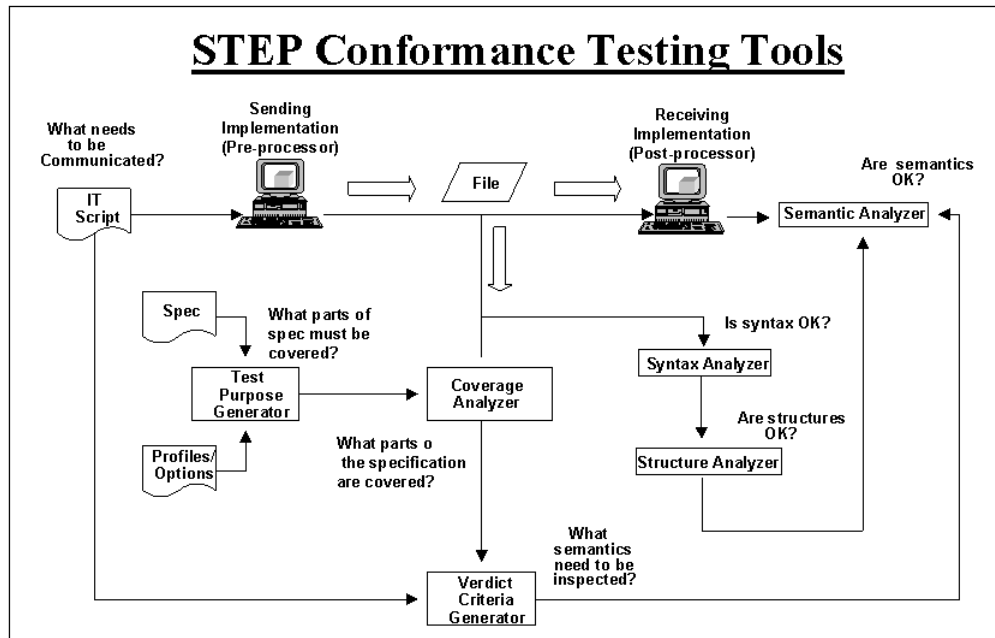 STEP Conformance Testing Tools
What needs
to be
Communicated?
Sending
Implementation
(Pre-processor)
File
Receiving
Implementation
(Post-processor)
Are semantics
OK?
IT
Script
Semantic Analyzer
Spec
What parts of
spec must be
covered?
Is syntax OK?
Test
Purpose
Generator
Coverage
Analyzer
Syntax Analyzer
Profiles/
Options
What parts o
the specification
are covered?
Are structures
OK?
Structure Analyzer
What
semantics
need to be
inspected?
Verdict
Criteria
Generator